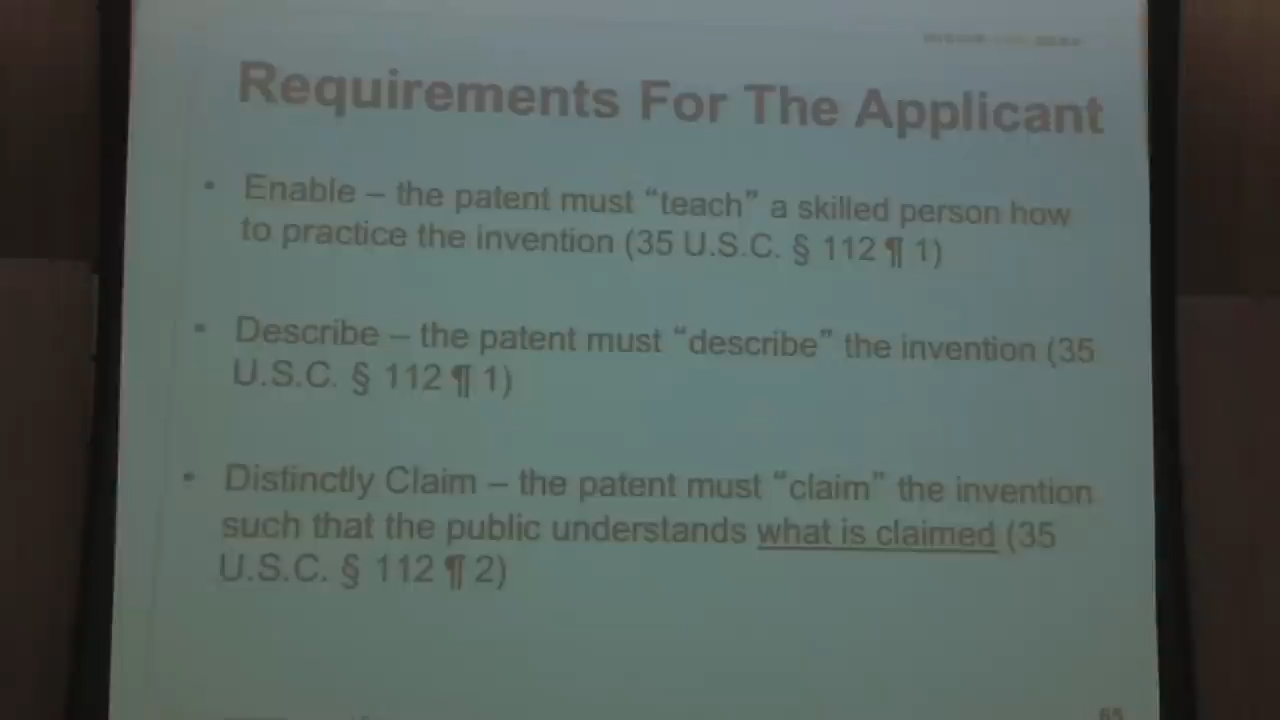 Requirements For The Applicant
• Enable – the patent must “teach” a skilled person how
to practice the invention (35 U.S.C. § 112 ¶ 1)
• Describe – the patent must “describe” the invention (35
U.S.C. § 112 ¶ 1)
• Distinctly Claim – the patent must “claim” the invention
such that the public understands what is claimed (35
U.S.C. § 112 ¶ 2)
65